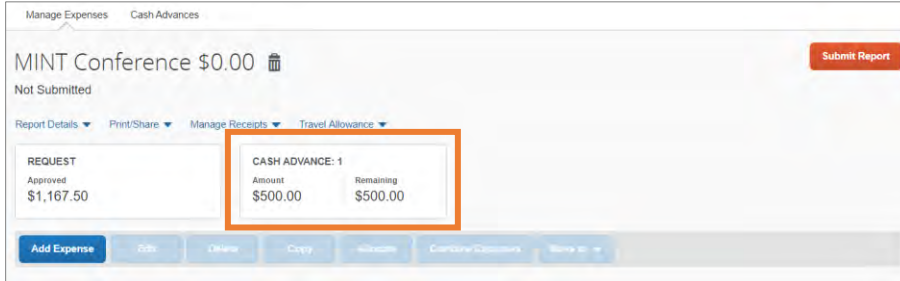 Manage Expenses Cash Advances
MINT Conference $0.00
Submit Report
Not Submitted
Report Details Print/Share Manage Receipts Travel Allowance
REQUEST
Approved
$1,167.50
CASH ADVANCE: 1
Amount Remaining
$500.00 $500.00
Add Expense Edit Delete Copy Allocate Combine Expenses Move to